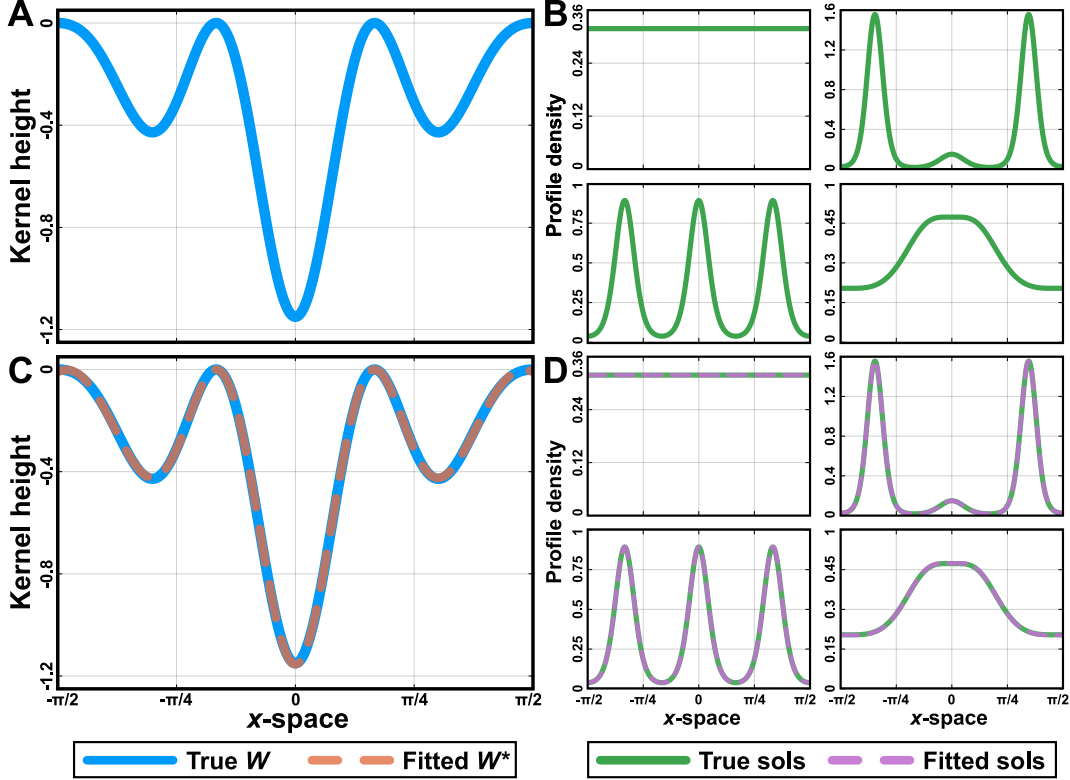 A
Kernel height
0
-0.4
-0.8
-1.2
B
Profile density
0.36
0.24
0.12
0
1.6
1.2
0.8
0.4
0
1
0.75
0.5
0.25
0
0.45
0.3
0.15
0
C
Kernel height
0
-0.4
-0.8
-1.2
-π/2 -π/4 0 π/4 π/2
x-space
D
Profile density
0.36
0.24
0.12
0
1.6
1.2
0.8
0.4
0
1
0.75
0.5
0.25
0
-π/2 -π/4 0 π/4 π/2
x-space
0.45
0.3
0.15
0
-π/2 -π/4 0 π/4 π/2
x-space
True W Fitted W*
True sols Fitted sols